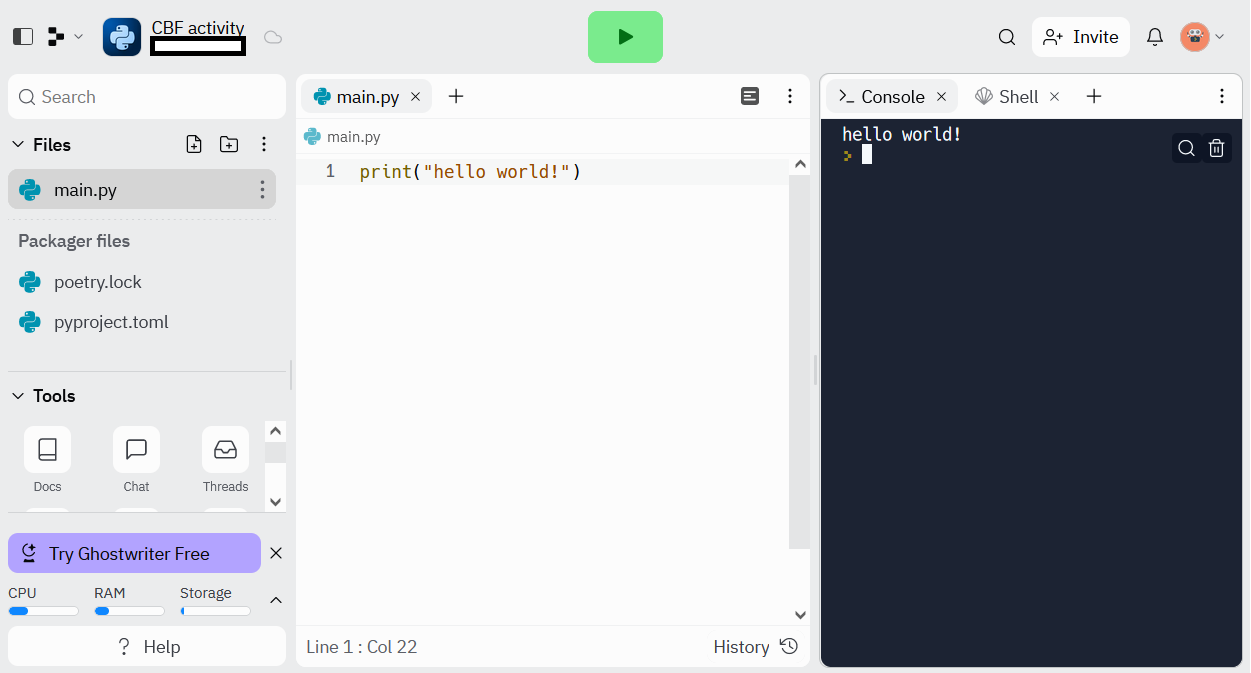 CBF activity
Invite
Search
Files
main.py
Packager files
poetry.lock
pyproject.toml
Tools
Docs
Chat
Threads
Try Ghostwriter Free
CPU
RAM
Storage
? Help
main.py
main.py
1 print("hello world!")
Line 1 : Col 22
History
Console
Shell
hello world!